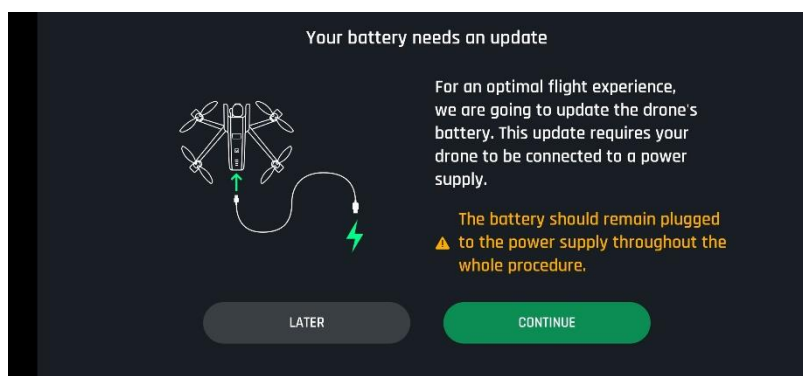 Your battery needs an update
For an optimal flight experience,
we are going to update the drone's
battery. This update requires your
drone to be connected to a power
supply.
The battery should remain plugged
to the power supply throughout the
whole procedure.
LATER
CONTINUE